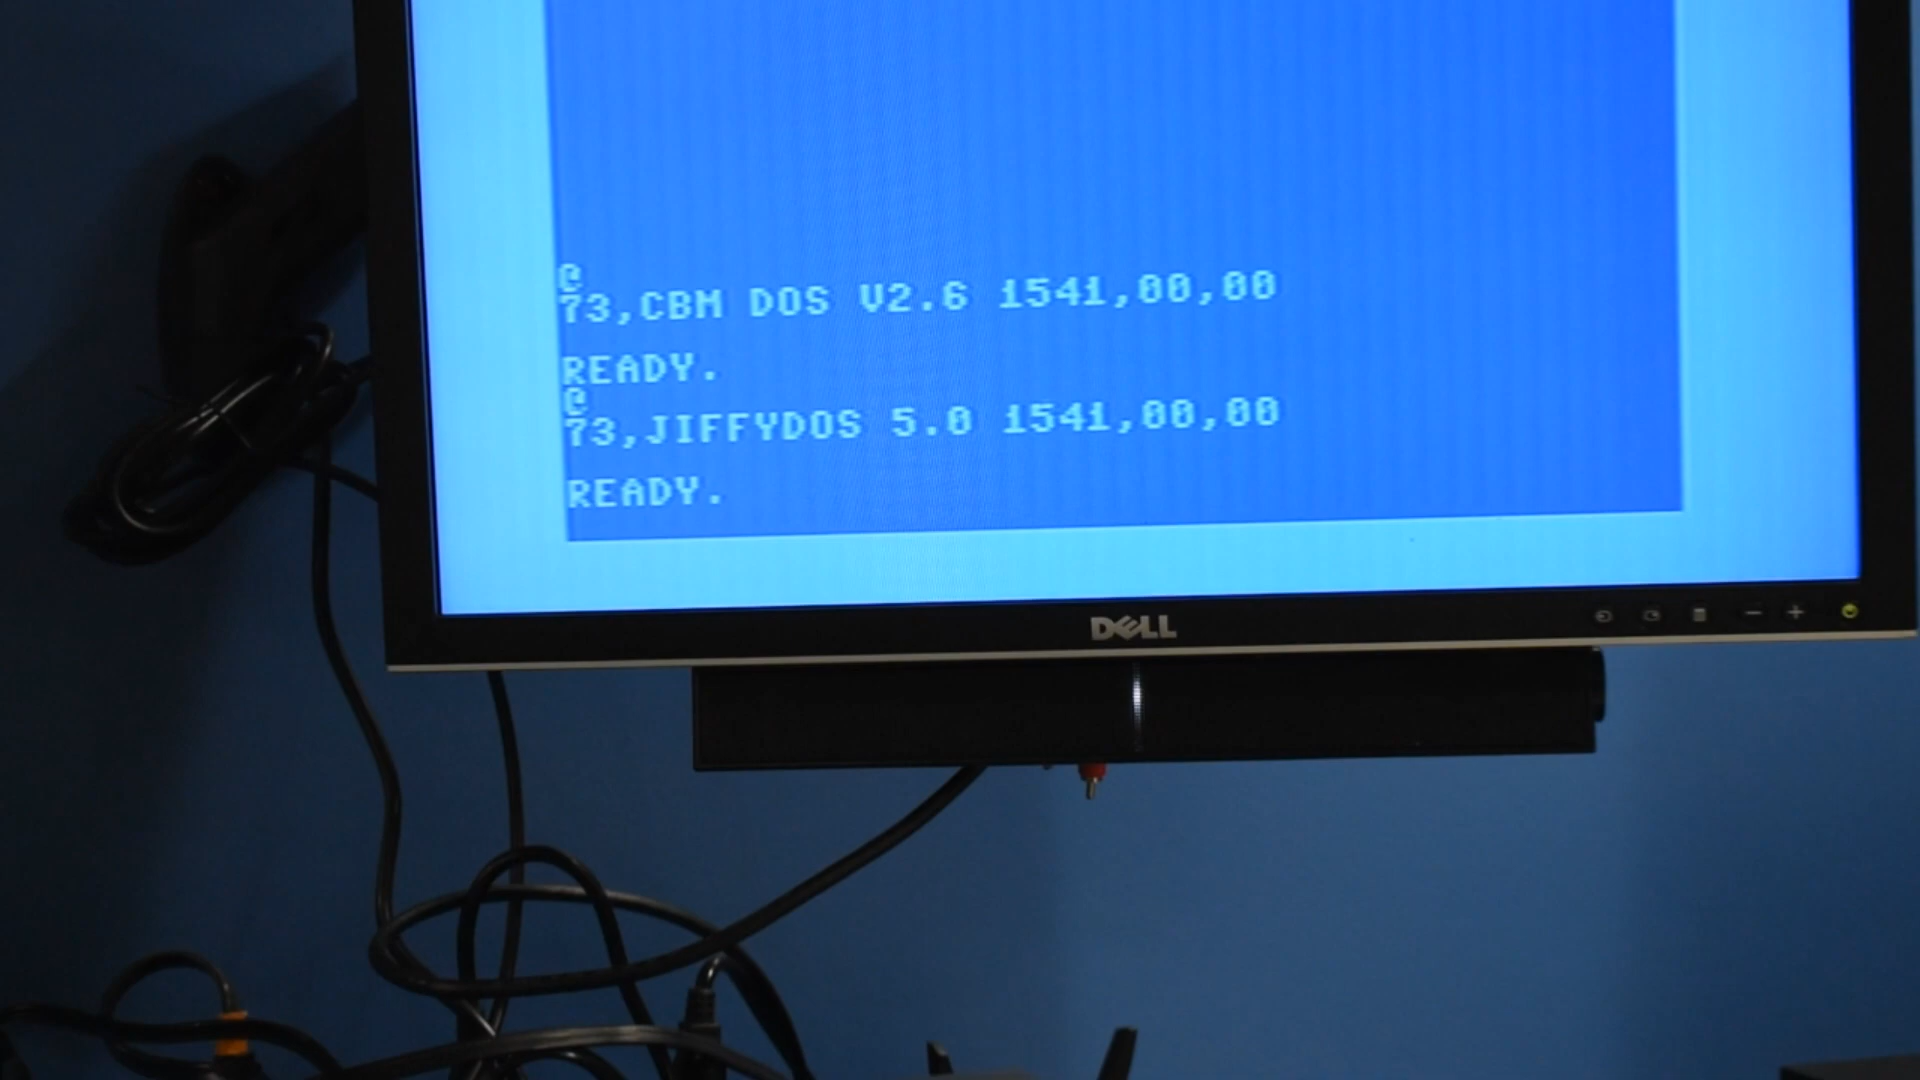 @
73,CBM DOS V2.6 1541,00,00
READY.
@
73,JIFFYDOS 5.0 1541,00,00
READY.
DELL